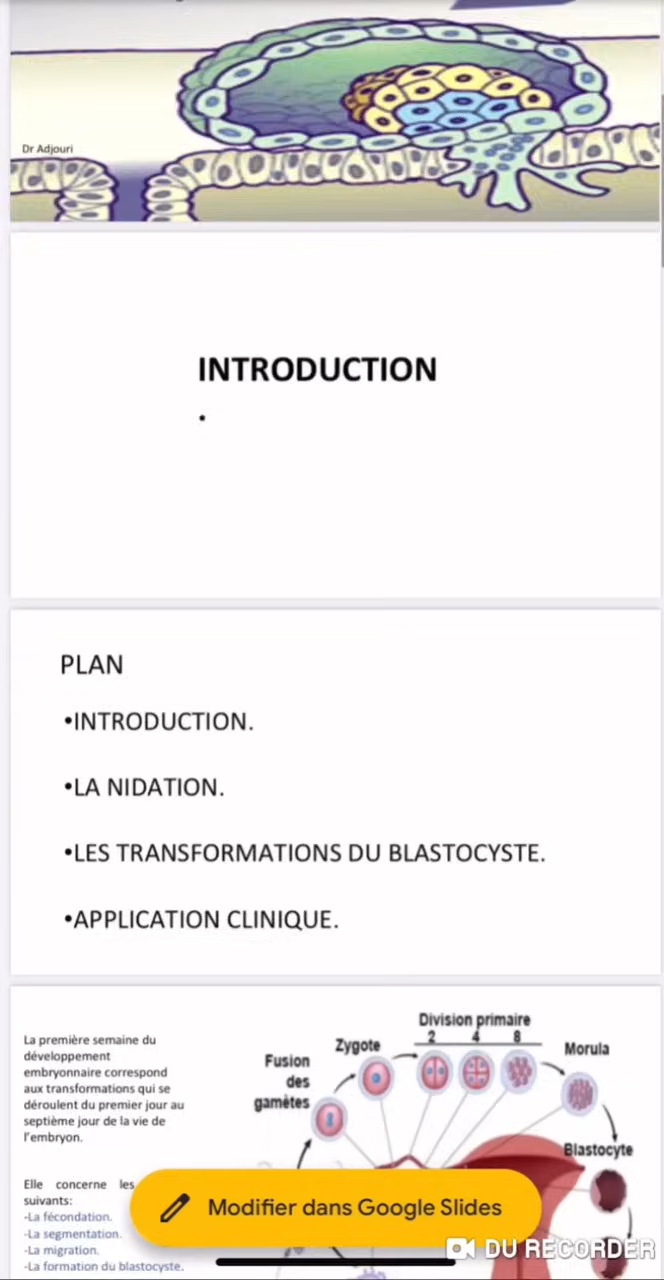 Dr Adjouri
INTRODUCTION
•
PLAN
•INTRODUCTION.
•LA NIDATION.
•LES TRANSFORMATIONS DU BLASTOCYSTE.
•APPLICATION CLINIQUE.
La première semaine du
développement
embryonnaire correspond
aux transformations qui se
déroulent du premier jour au
septième jour de la vie de
l'embryon.
Elle concerne les
suivants:
-La fécondation.
-La segmentation.
-La migration.
-La formation du blastocyste.
Division primaire
2 4 8
Zygote
Morula
Fusion
des
gamètes
Blastocyte
Modifier dans Google Slides
DU RECORDER